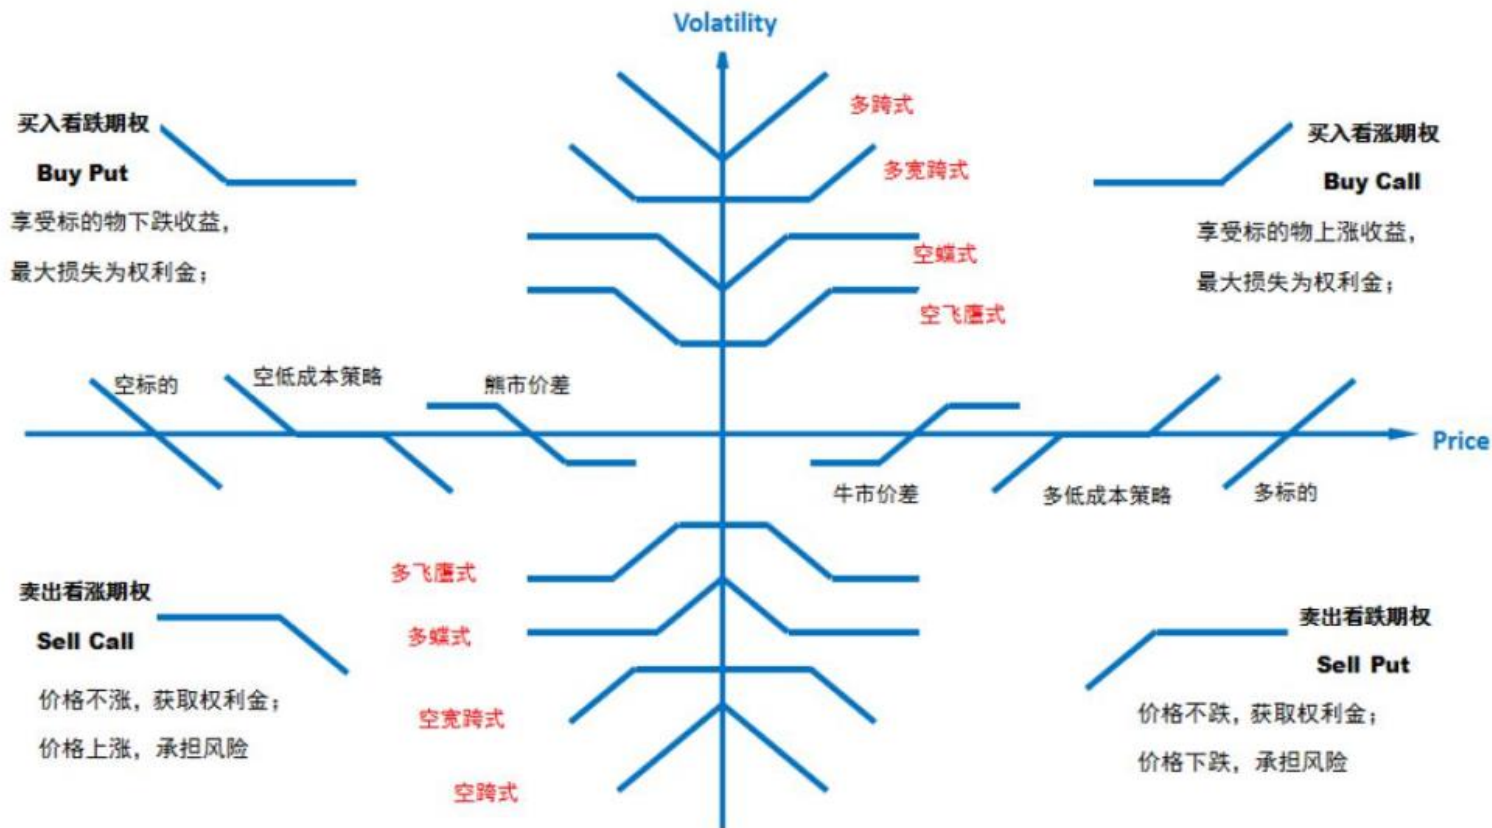 Volatility
多跨式
买入看跌期权
Buy Put
享受标的物下跌收益，
最大损失为权利金；
多宽跨式
空蝶式
空飞鹰式
买入看涨期权
Buy Call
享受标的物上涨收益，
最大损失为权利金；
空标的
空低成本策略
熊市价差
Price
牛市价差
多低成本策略
多标的
卖出看涨期权
Sell Call
价格不涨，获取权利金；
价格上涨，承担风险
多飞鹰式
多蝶式
空宽跨式
空跨式
卖出看跌期权
Sell Put
价格不跌，获取权利金；
价格下跌，承担风险